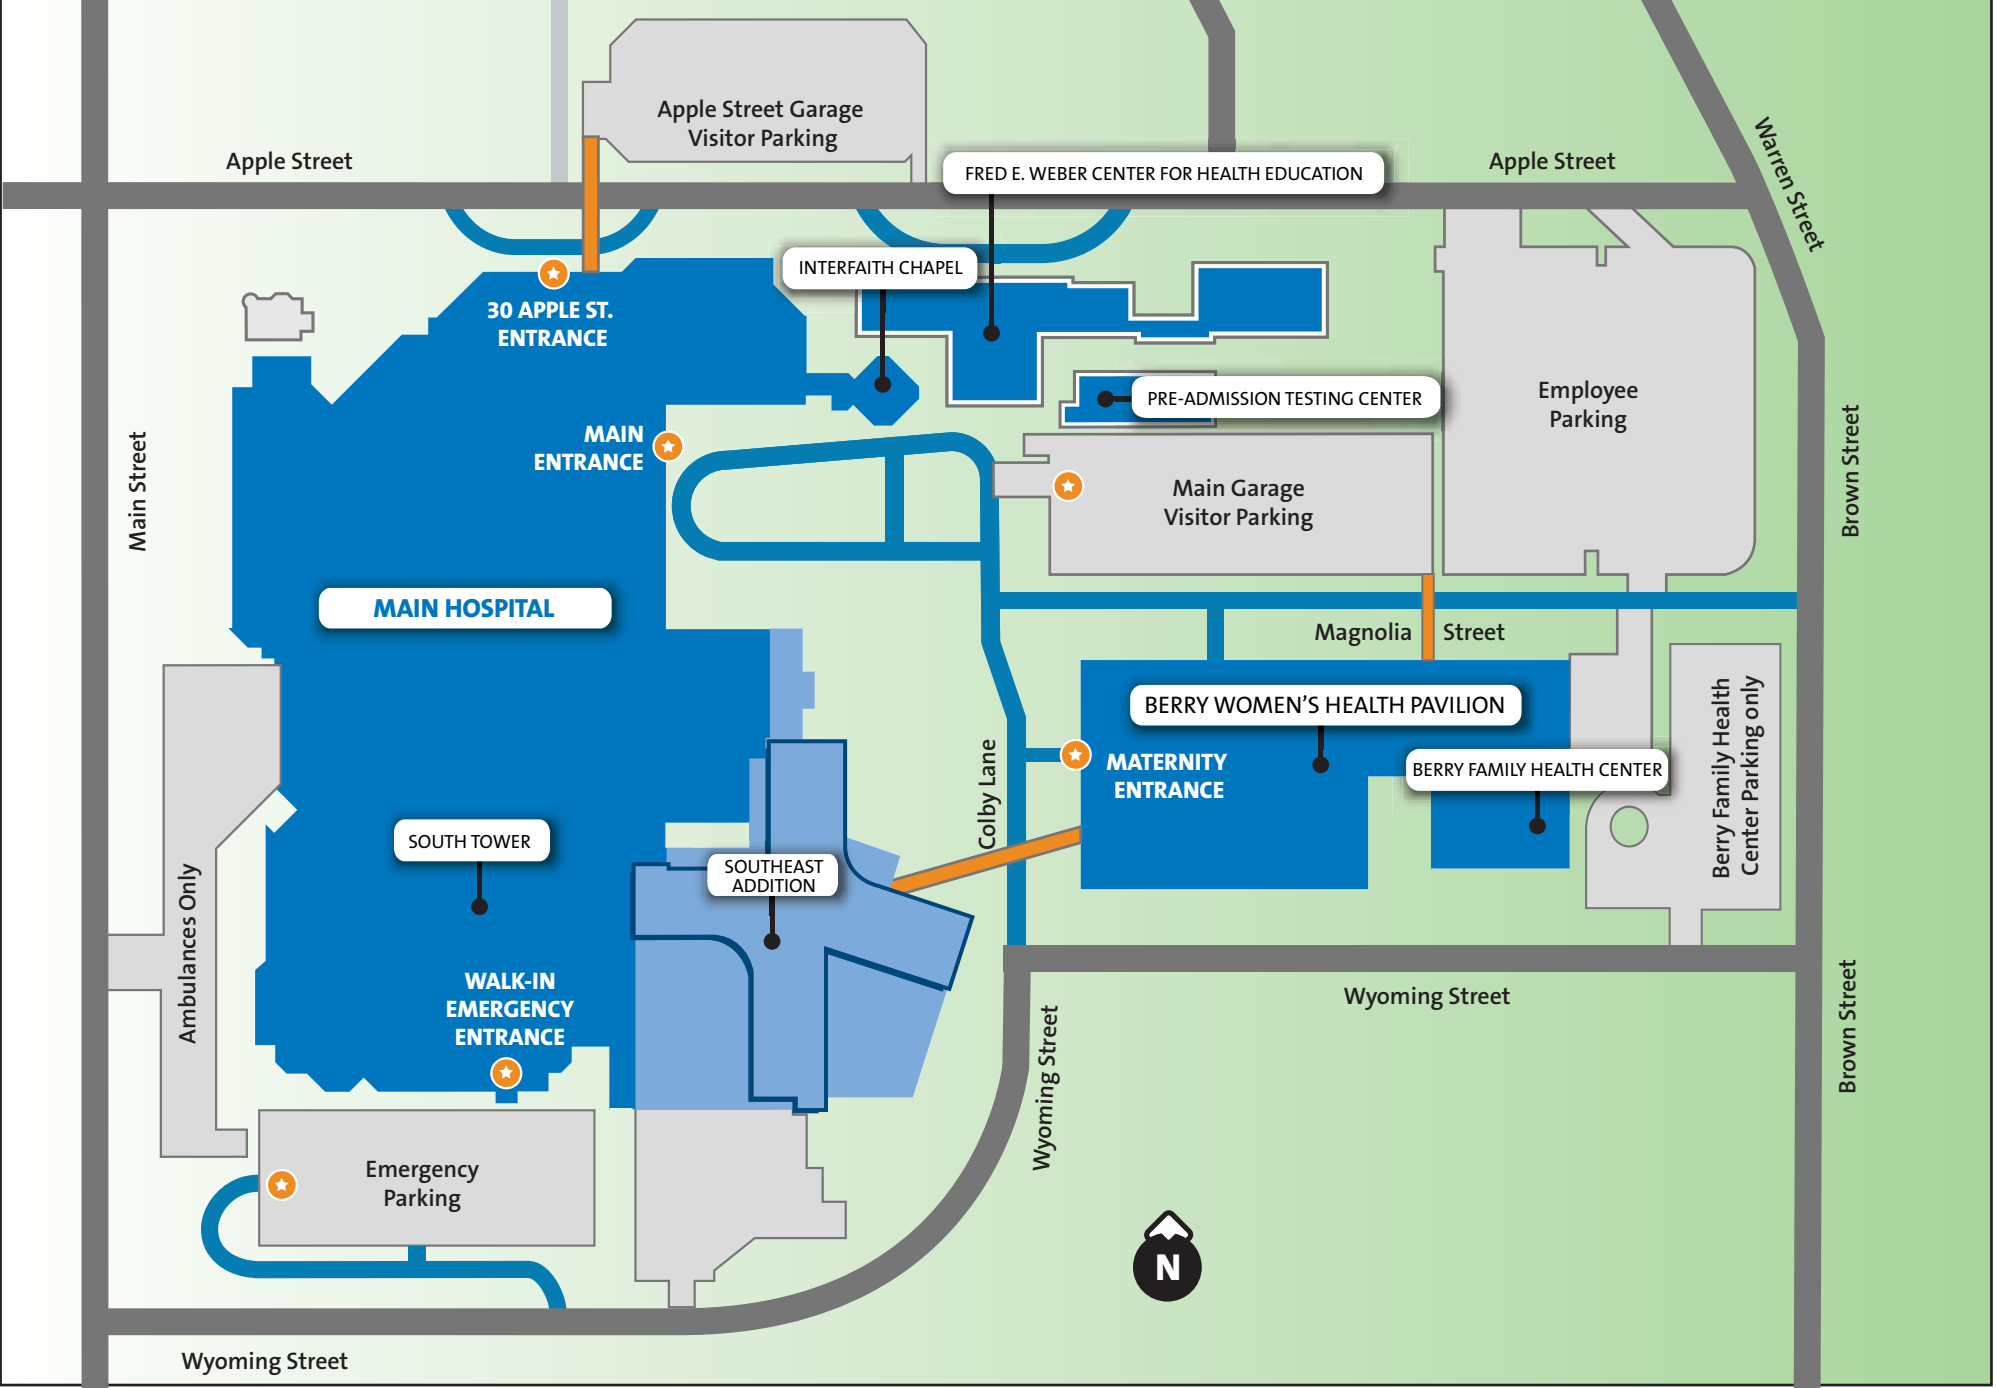 Apple Street Garage
Visitor Parking
Apple Street
FRED E. WEBER CENTER FOR HEALTH EDUCATION
Apple Street
Warren Street
INTERFAITH CHAPEL
30 APPLE ST.
ENTRANCE
PRE-ADMISSION TESTING CENTER
Employee
Parking
Main Street
MAIN
ENTRANCE
Main Garage
Visitor Parking
Brown Street
MAIN HOSPITAL
Magnolia Street
BERRY WOMEN'S HEALTH PAVILION
MATERNITY
ENTRANCE
BERRY FAMILY HEALTH CENTER
Berry Family Health
Center Parking only
Colby Lane
SOUTH TOWER
SOUTHEAST
ADDITION
Ambulances Only
WALK-IN
EMERGENCY
ENTRANCE
Wyoming Street
Brown Street
Wyoming Street
Emergency
Parking
N
Wyoming Street